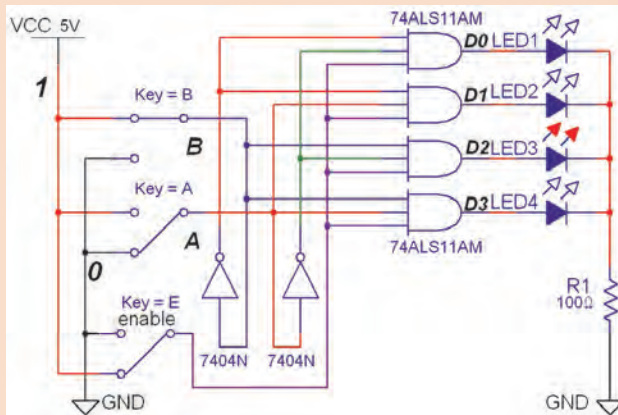 VCC 5V
74ALS11AM
D0 LED1
1
Key = B
D1 LED2
B
D2 LED3
Key = A
A
D3 LED4
0
74ALS11AM
Key = E
enable
R1
100Ω
7404N
7404N
GND
GND